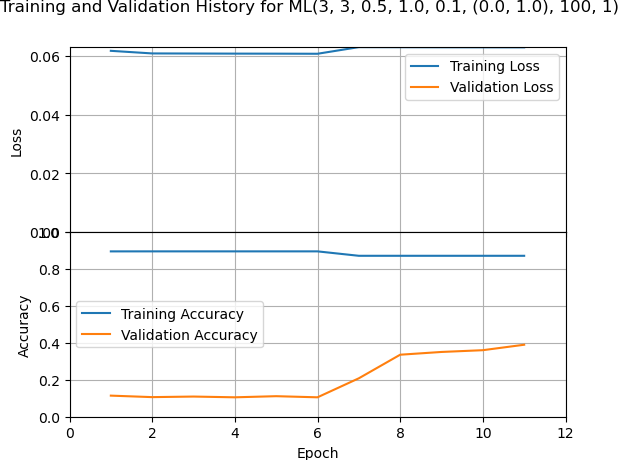 Training and Validation History for ML(3, 3, 0.5, 1.0, 0.1, (0.0, 1.0), 100, 1)
0.06
0.04
0.02
0.00
Loss
Training Loss
Validation Loss
1.0
0.8
0.6
0.4
0.2
0.0
Accuracy
Training Accuracy
Validation Accuracy
0 2 4 6 8 10 12
Epoch